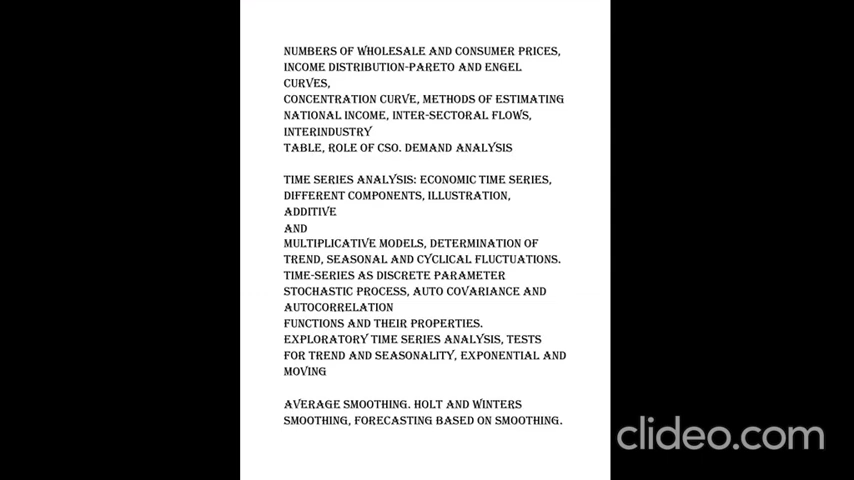 NUMBERS OF WHOLESALE AND CONSUMER PRICES,
INCOME DISTRIBUTION-PARETO AND ENGEL
CURVES,
CONCENTRATION CURVE, METHODS OF ESTIMATING
NATIONAL INCOME, INTER-SECTORAL FLOWS,
INTERINDUSTRY
TABLE, ROLE OF CSO. DEMAND ANALYSIS
TIME SERIES ANALYSIS: ECONOMIC TIME SERIES,
DIFFERENT COMPONENTS, ILLUSTRATION,
ADDITIVE
AND
MULTIPLICATIVE MODELS, DETERMINATION OF
TREND, SEASONAL AND CYCLICAL FLUCTUATIONS.
TIME-SERIES AS DISCRETE PARAMETER
STOCHASTIC PROCESS, AUTO COVARIANCE AND
AUTOCORRELATION
FUNCTIONS AND THEIR PROPERTIES.
EXPLORATORY TIME SERIES ANALYSIS, TESTS
FOR TREND AND SEASONALITY, EXPONENTIAL AND
MOVING
AVERAGE SMOOTHING. HOLT AND WINTERS
SMOOTHING, FORECASTING BASED ON SMOOTHING.
clideo.com